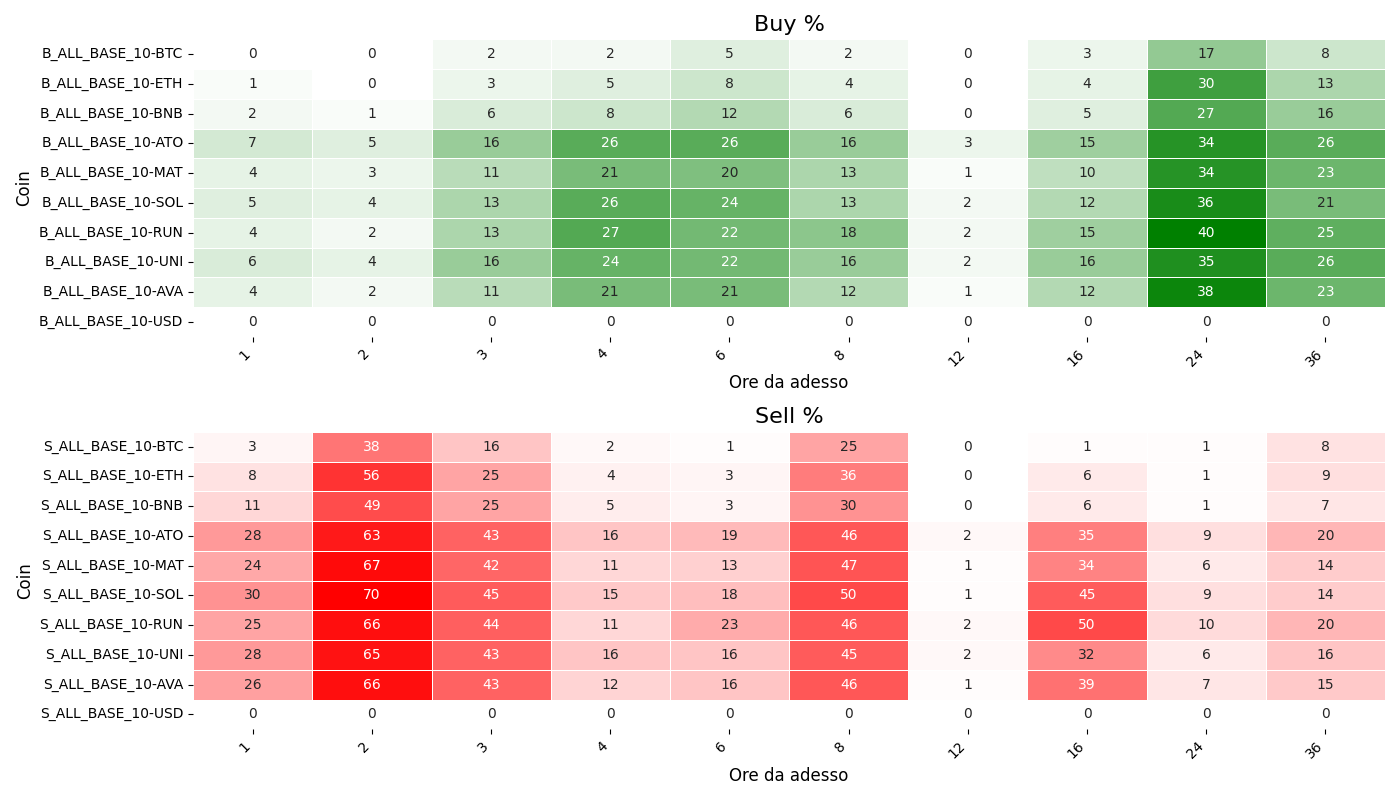 Buy %
Coin
B_ALL_BASE_10-BTC 0 0 2 2 5 2 0 3 17 8
B_ALL_BASE_10-ETH 1 0 3 5 8 4 0 4 30 13
B_ALL_BASE_10-BNB 2 1 6 8 12 6 0 5 27 16
B_ALL_BASE_10-ATO 7 5 16 26 26 16 3 15 34 26
B_ALL_BASE_10-MAT 4 3 11 21 20 13 1 10 34 23
B_ALL_BASE_10-SOL 5 4 13 26 24 13 2 12 36 21
B_ALL_BASE_10-RUN 4 2 13 27 22 18 2 15 40 25
B_ALL_BASE_10-UNI 6 4 16 24 22 16 2 16 35 26
B_ALL_BASE_10-AVA 4 2 11 21 21 12 1 12 38 23
B_ALL_BASE_10-USD 0 0 0 0 0 0 0 0 0 0
1 2 3 4 6 8 12 16 24 36
Ore da adesso
Sell %
Coin
S_ALL_BASE_10-BTC 3 38 16 2 1 25 0 1 1 8
S_ALL_BASE_10-ETH 8 56 25 4 3 36 0 6 1 9
S_ALL_BASE_10-BNB 11 49 25 5 3 30 0 6 1 7
S_ALL_BASE_10-ATO 28 63 43 16 19 46 2 35 9 20
S_ALL_BASE_10-MAT 24 67 42 11 13 47 1 34 6 14
S_ALL_BASE_10-SOL 30 70 45 15 18 50 1 45 9 14
S_ALL_BASE_10-RUN 25 66 44 11 23 46 2 50 10 20
S_ALL_BASE_10-UNI 28 65 43 16 16 45 2 32 6 16
S_ALL_BASE_10-AVA 26 66 43 12 16 46 1 39 7 15
S_ALL_BASE_10-USD 0 0 0 0 0 0 0 0 0 0
1 2 3 4 6 8 12 16 24 36
Ore da adesso